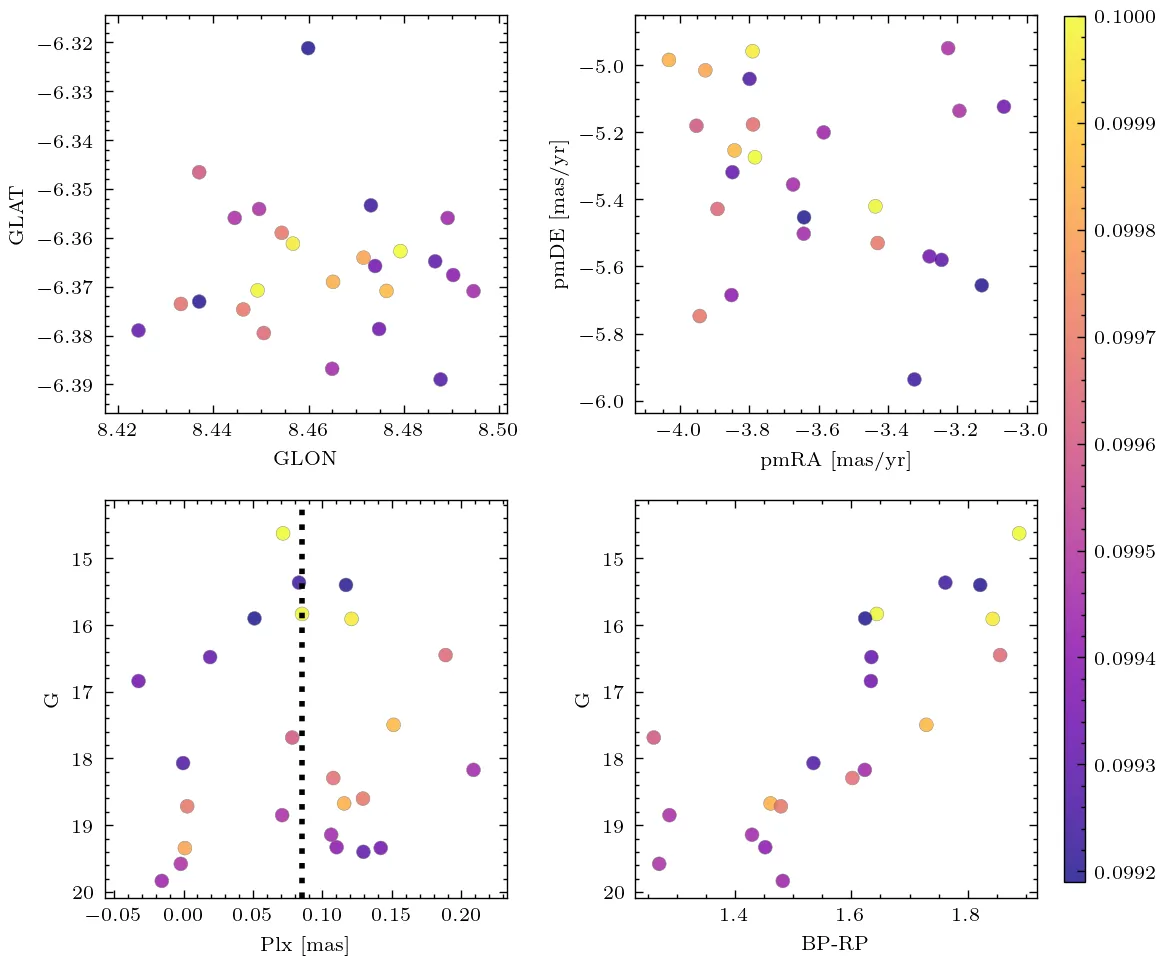 −6.32
−6.33
−6.34
−6.35
−6.36
−6.37
−6.38
−6.39
GLAT
8.42 8.44 8.46 8.48 8.50
GLON
−5.0
−5.2
−5.4
−5.6
−5.8
−6.0
pmDE [mas/yr]
−4.0 −3.8 −3.6 −3.4 −3.2 −3.0
pmRA [mas/yr]
15
16
17
18
19
20
G
−0.05 0.00 0.05 0.10 0.15 0.20
Plx [mas]
15
16
17
18
19
20
G
1.4 1.6 1.8
BP-RP
0.1000
0.0999
0.0998
0.0997
0.0996
0.0995
0.0994
0.0993
0.0992